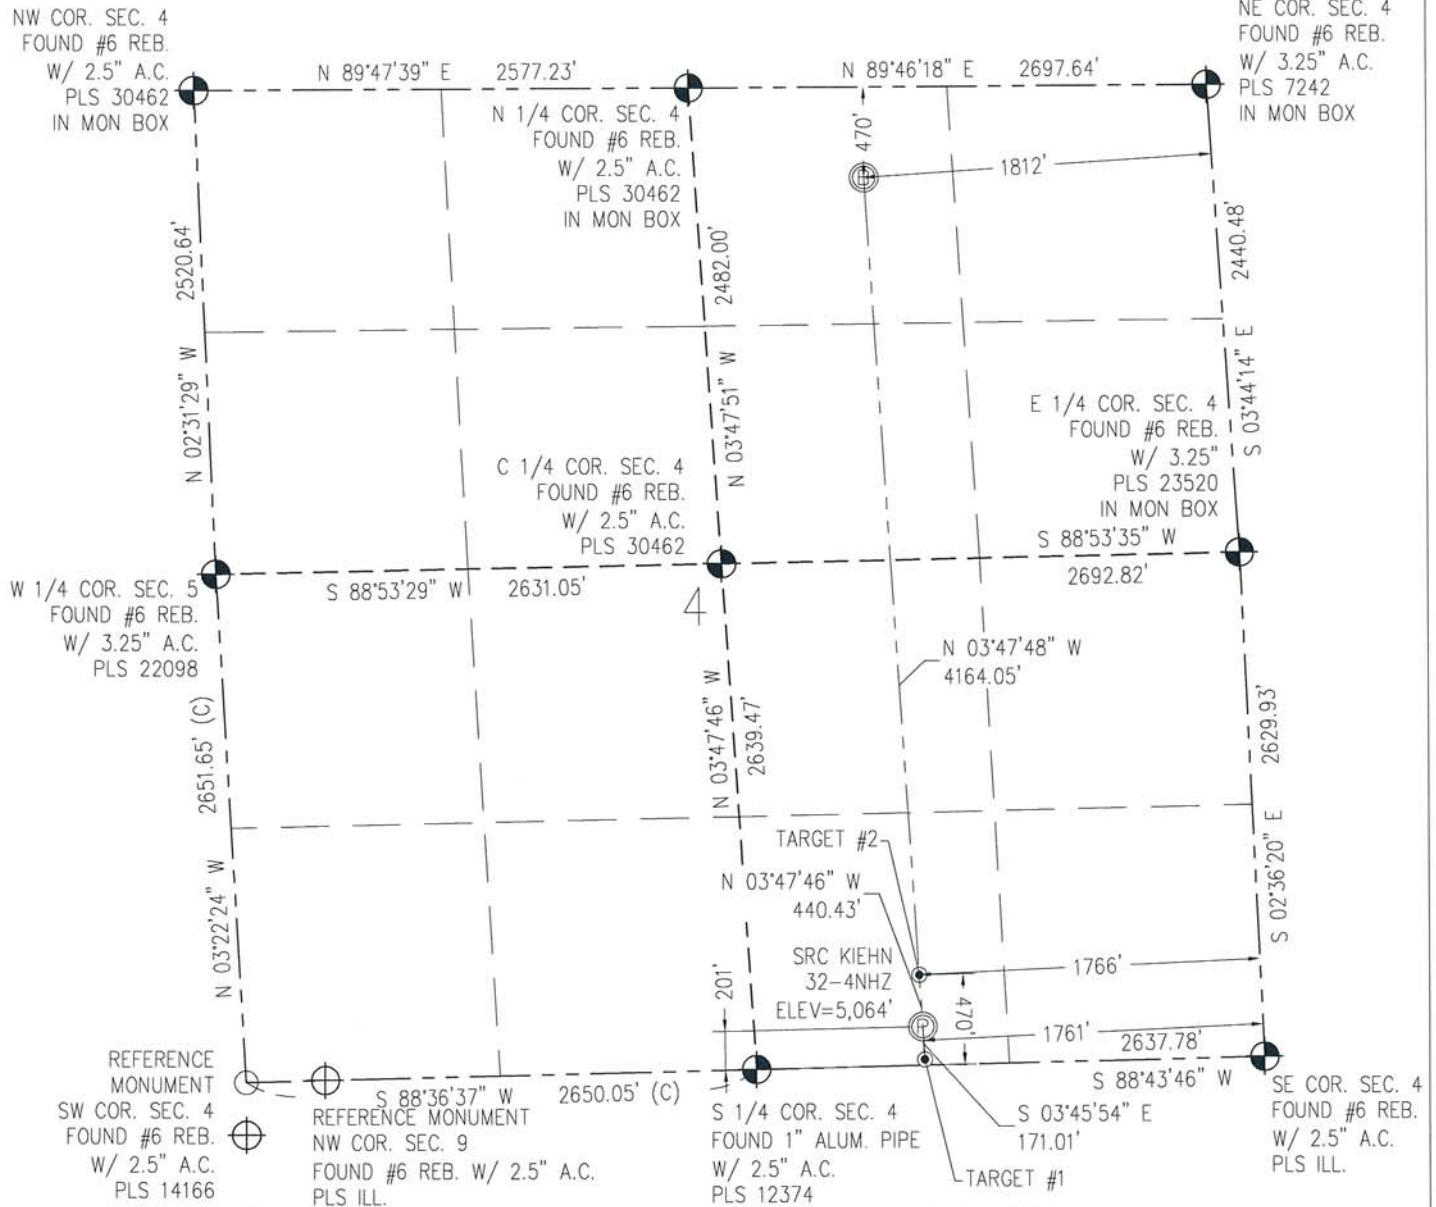 NW COR. SEC. 4
FOUND #6 REB.
W/ 2.5" A.C.
PLS 30462
IN MON BOX
N 89°47'39" E
2577.23'
N 1/4 COR. SEC. 4
FOUND #6 REB.
W/ 2.5" A.C.
PLS 30462
IN MON BOX
N 89°46'18" E
2697.64'
NE COR. SEC. 4
FOUND #6 REB.
W/ 3.25" A.C.
PLS 7242
IN MON BOX
470'
B
1812'
2520.64'
N 02°31'29" W
2482.00'
N 03°47'51" W
2440.48'
S 03°44'14" E
E 1/4 COR. SEC. 4
FOUND #6 REB.
W/ 3.25"
PLS 23520
IN MON BOX
C 1/4 COR. SEC. 4
FOUND #6 REB.
W/ 2.5" A.C.
PLS 30462
S 88°53'35" W
2692.82'
W 1/4 COR. SEC. 5
FOUND #6 REB.
W/ 3.25" A.C.
PLS 22098
S 88°53'29" W
2631.05'
4
N 03°47'48" W
4164.05'
2651.65' (C)
N 03°22'24" W
N 03°47'46" W
2639.47'
2629.93'
S 02°36'20" E
TARGET #2
N 03°47'46" W
440.43'
SRC KIEHN
32-4NHZ
ELEV=5,064'
P
201'
1766'
470'
1761'
2637.78'
S 88°43'46" W
REFERENCE
MONUMENT
SW COR. SEC. 4
FOUND #6 REB.
W/ 2.5" A.C.
PLS 14166
S 88°36'37" W
2650.05' (C)
REFERENCE MONUMENT
NW COR. SEC. 9
FOUND #6 REB. W/ 2.5" A.C.
PLS ILL.
S 1/4 COR. SEC. 4
FOUND 1" ALUM. PIPE
W/ 2.5" A.C.
PLS 12374
S 03°45'54" E
171.01'
TARGET #1
SE COR. SEC. 4
FOUND #6 REB.
W/ 2.5" A.C.
PLS ILL.